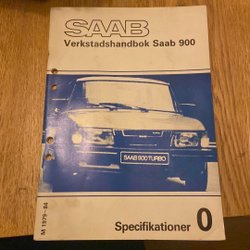 SAAB
Verkstadshandbok Saab 900
SAAB 900 TURBO
M 1979-84
Specifikationer 0